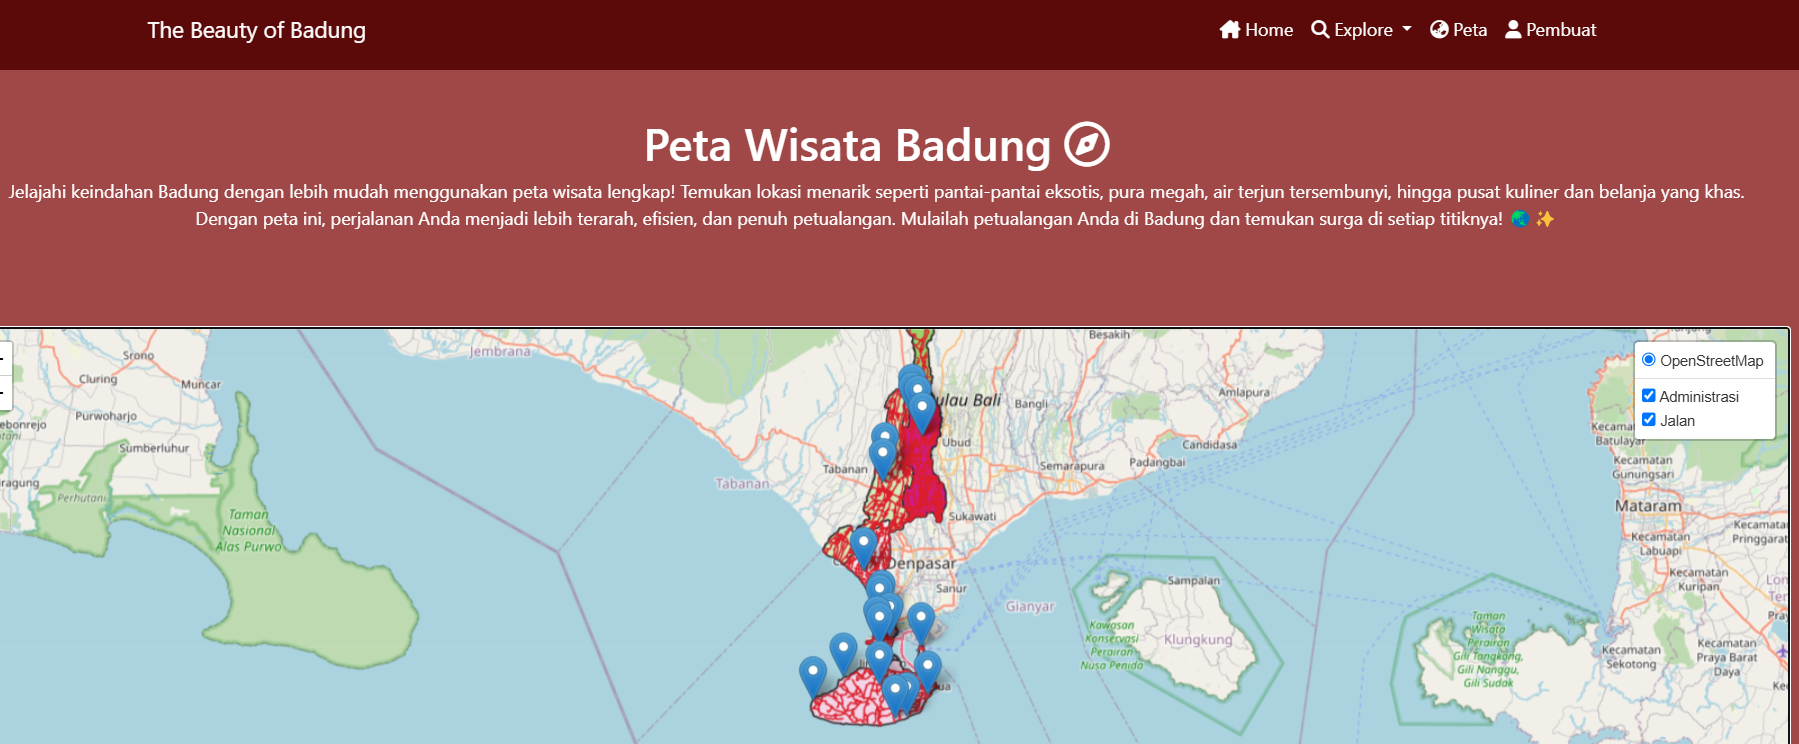 The Beauty of Badung
Home Explore Peta Pembuat
Peta Wisata Badung
Jelajahi keindahan Badung dengan lebih mudah menggunakan peta wisata lengkap! Temukan lokasi menarik seperti pantai-pantai eksotis, pura megah, air terjun tersembunyi, hingga pusat kuliner dan belanja yang khas.
Dengan peta ini, perjalanan Anda menjadi lebih terarah, efisien, dan penuh petualangan. Mulailah petualangan Anda di Badung dan temukan surga di setiap titiknya! 🌏 ✨
OpenStreetMap
Administrasi
Jalan
Besakih
Jembrana
Srono
Cluring
Muncar
Purwoharjo
Sumberluhur
Perhutani
Taman
Nasional
Alas Purwo
Tabanan
Tabanan
ulau Bali
Bangli
Amlapura
Ubud
Candidasa
Semarapura
Padangbai
Sukawati
Denpasar
Sanur
Gianyar
Sampalan
Kawasan
Konservasi
Perairan
Nusa Penida
Klungkung
Taman
Wisata
Perairan
Gili Tangkong,
Gili Nanggu,
Gili Sudak
Batulayar
Kecamatan
Gunungsari
Mataram
Kecamatan
Labuapi
Kecamatan
Pringgarat
Kecamatan
Kuripan
Kecamatan
Sekotong
Kecamatan
Praya Barat
Daya